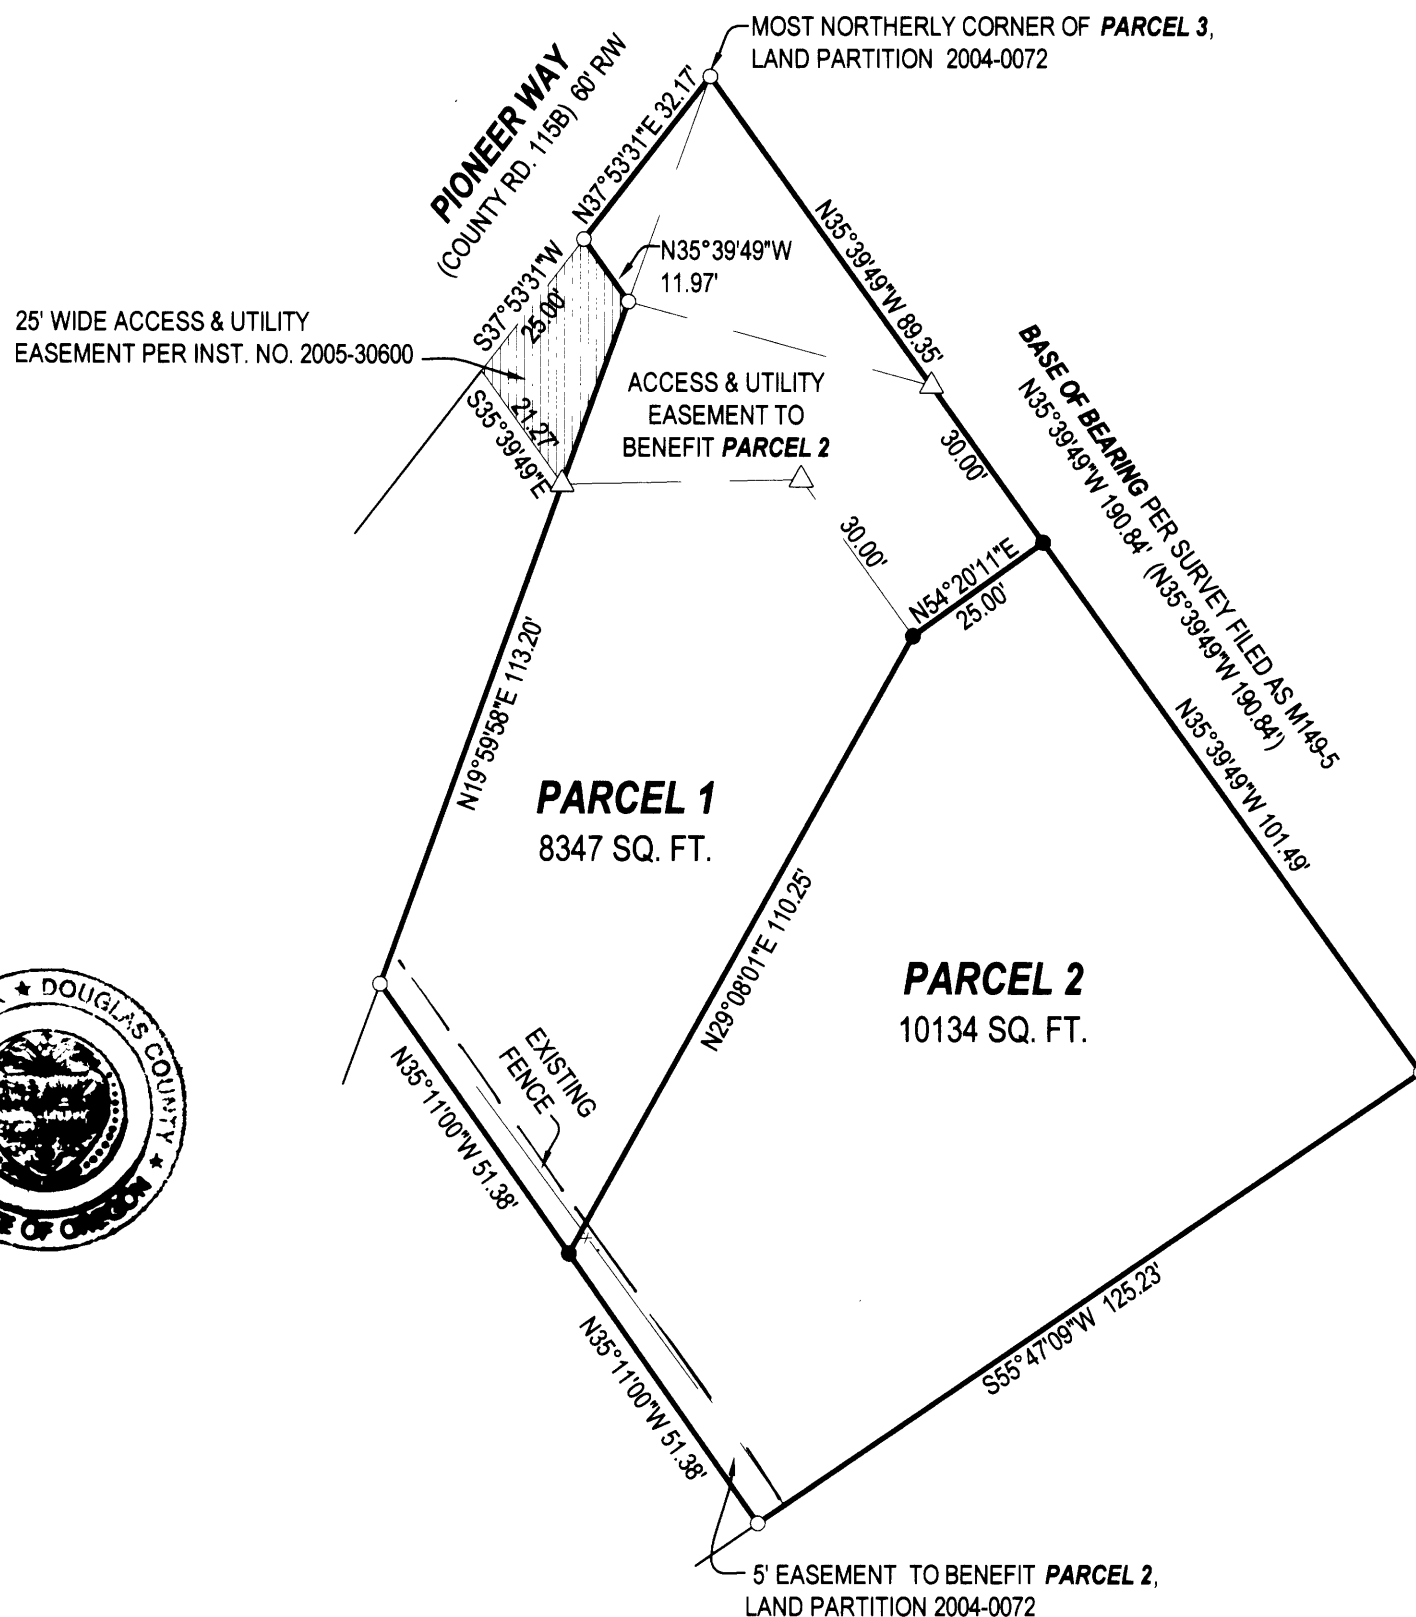 MOST NORTHERLY CORNER OF PARCEL 3,
LAND PARTITION 2004-0072
PIONEER WAY
(COUNTY RD. 115B) 60' R/W
N37°53'31"E 32.17'
N35°39'49"W
11.97'
S37°53'31"W
25.00'
25' WIDE ACCESS & UTILITY
EASEMENT PER INST. NO. 2005-30600
21.27'
S35°39'49"E
ACCESS & UTILITY
EASEMENT TO
BENEFIT PARCEL 2
N35°39'49"W 89.35'
30.00'
BASE OF BEARING PER SURVEY FILED AS M149-5
N35°39'49"W 190.84' (N35°39'49"W 190.84')
30.00'
N54°20'11"E
25.00'
N19°59'58"E 113.20'
N35°39'49"W 101.49'
PARCEL 1
8347 SQ. FT.
N29°08'01"E 110.25'
PARCEL 2
10134 SQ. FT.
★ DOUGLAS COUNTY ★
OF OREGON
EXISTING
FENCE
N35°11'00"W 51.38'
N35°11'00"W 51.38'
S55°47'09"W 125.23'
5' EASEMENT TO BENEFIT PARCEL 2,
LAND PARTITION 2004-0072